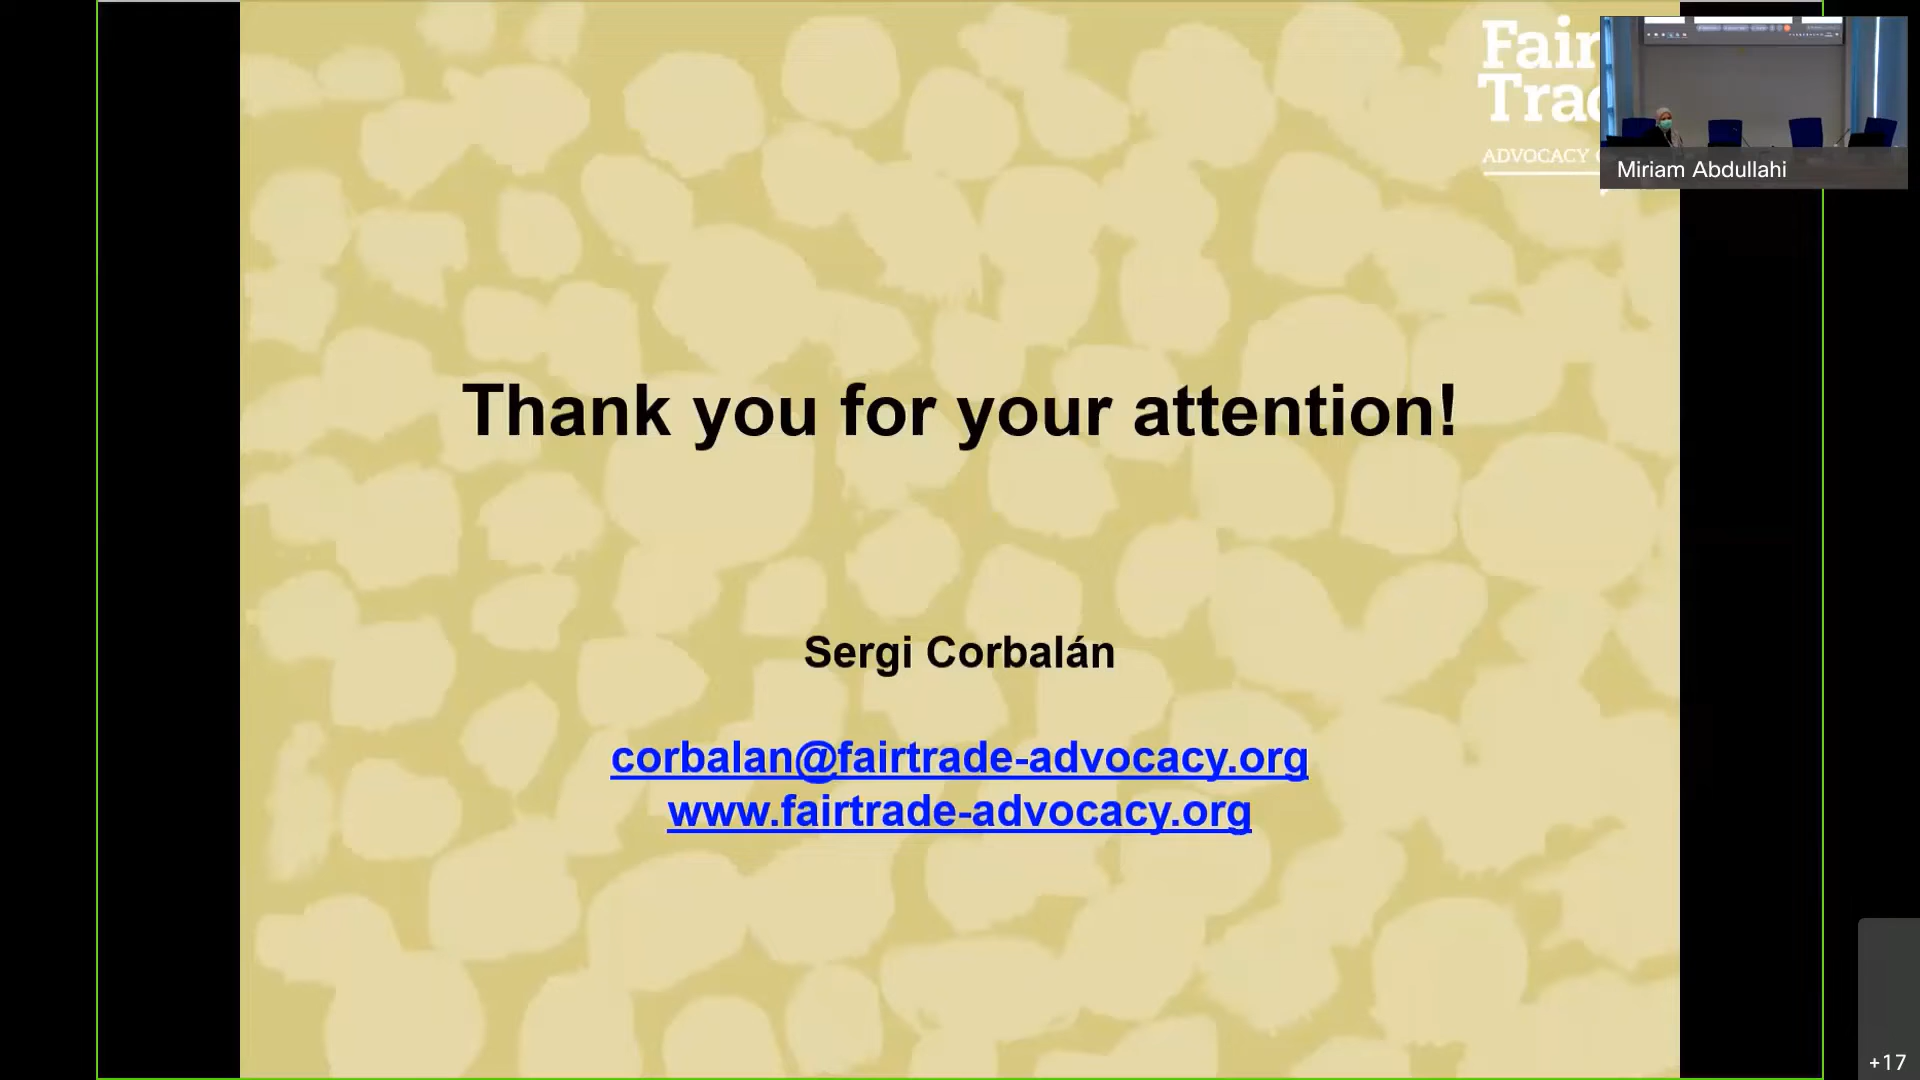 Fair
Trade
ADVOCACY
Miriam Abdullahi
Thank you for your attention!
Sergi Corbalán
corbalan@fairtrade-advocacy.org
www.fairtrade-advocacy.org
+17